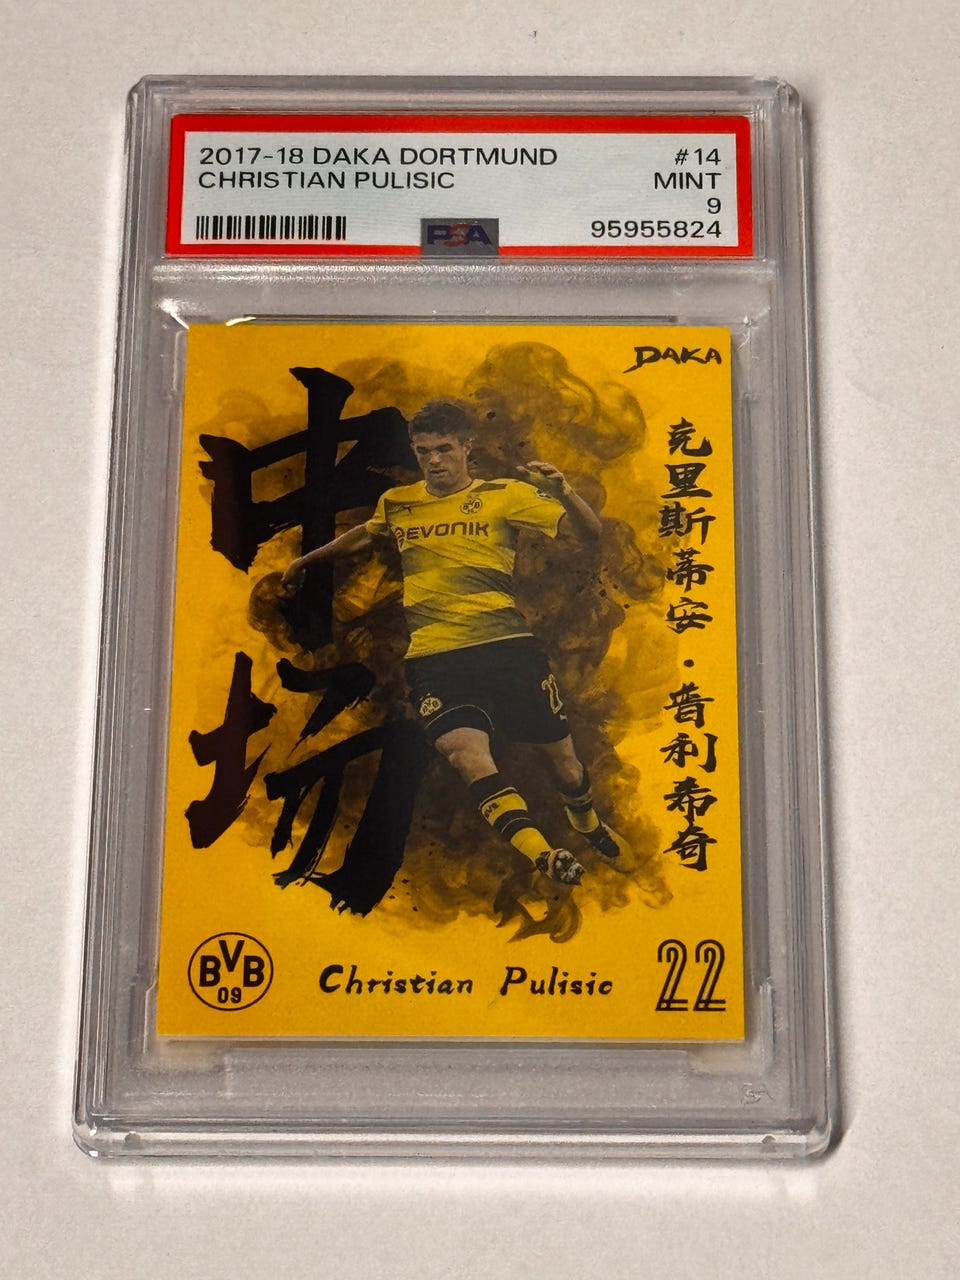 2017-18 DAKA DORTMUND
#14
CHRISTIAN PULISIC
MINT
9
PSA
95955824
DAKA
中场
克里斯蒂安·普利希奇
EVONIK
BVB
09
Christian Pulisic
22